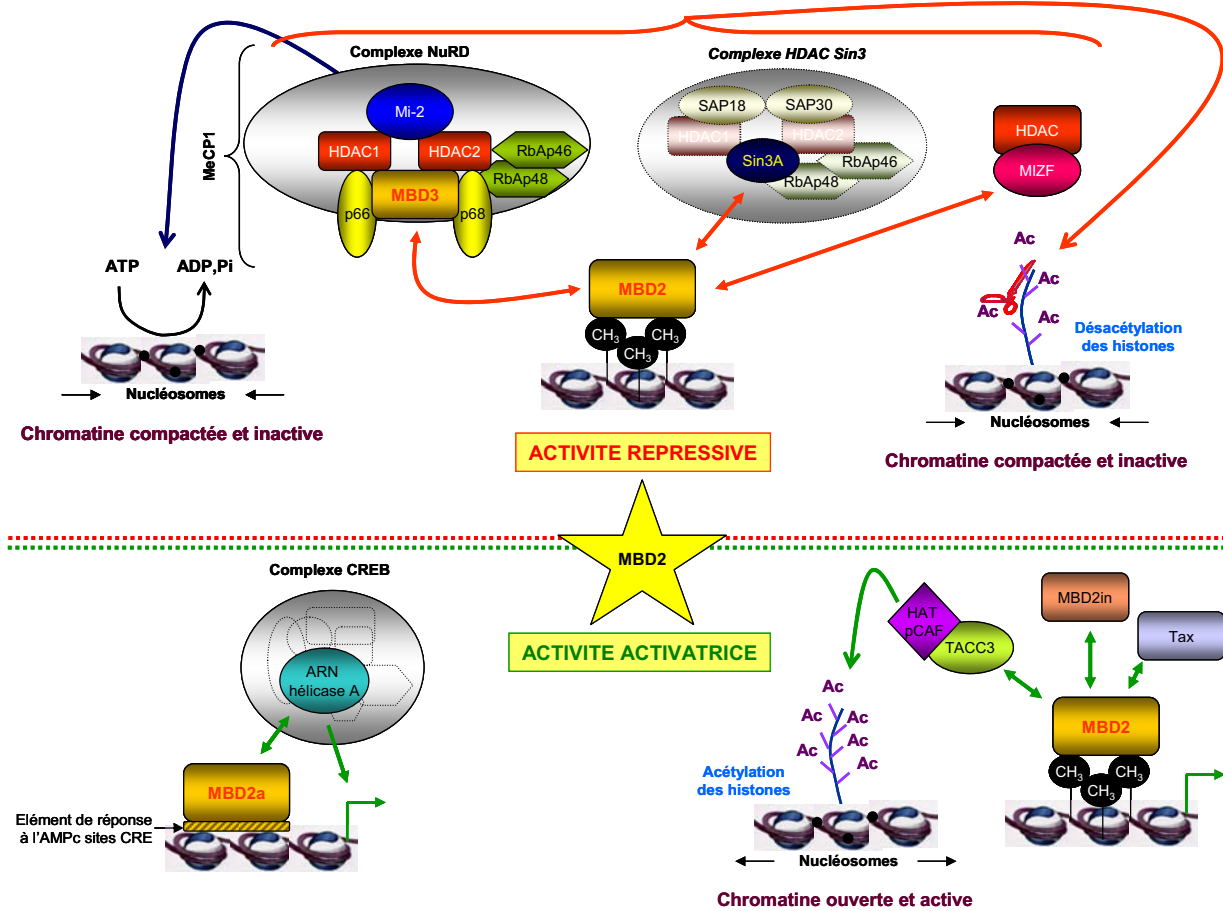 Complexe NuRD
Complexe HDAC Sin3
MeCP1
Mi-2
HDAC1
HDAC2
RbAp46
RbAp48
MBD3
p66
p68
SAP18
SAP30
HDAC1
HDAC2
Sin3A
RbAp46
RbAp48
HDAC
MIZF
ATP
ADP,Pi
Nucléosomes
Chromatine compactée et inactive
MBD2
CH3
CH3
CH3
Ac
Ac
Ac
Ac
Désacétylation
des histones
Nucléosomes
Chromatine compactée et inactive
ACTIVITE REPRESSIVE
MBD2
ACTIVITE ACTIVATRICE
Complexe CREB
ARN
hélicase A
MBD2a
Elément de réponse
à l'AMPc sites CRE
HAT
pCAF
TACC3
MBD2in
Tax
MBD2
CH3
CH3
CH3
Ac
Ac
Ac
Ac
Ac
Ac
Ac
Acétylation
des histones
Nucléosomes
Chromatine ouverte et active